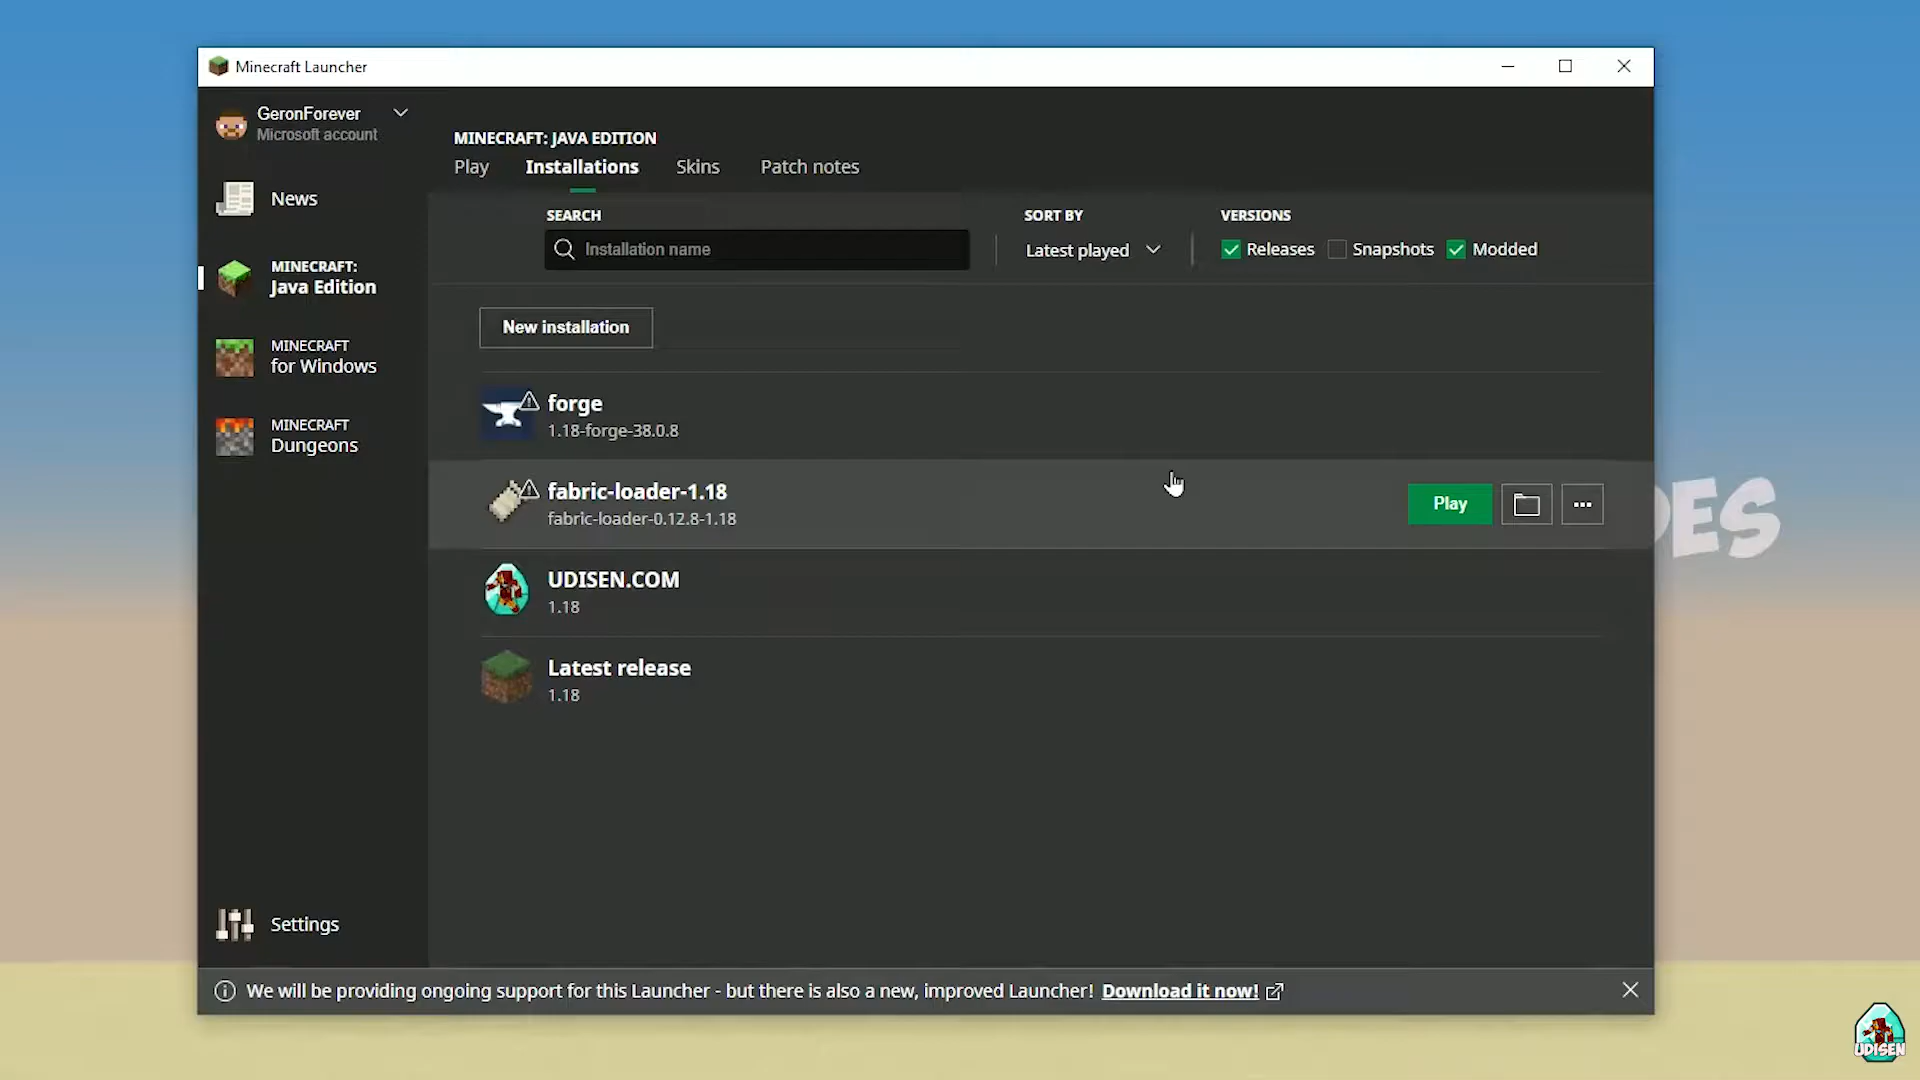 Minecraft Launcher
GeronForever
Microsoft account
News
MINECRAFT:
Java Edition
MINECRAFT
for Windows
MINECRAFT
Dungeons
Settings
MINECRAFT: JAVA EDITION
Play Installations Skins Patch notes
SEARCH SORT BY VERSIONS
Installation name Latest played Releases Snapshots Modded
New installation
forge
1.18-forge-38.0.8
fabric-loader-1.18
fabric-loader-0.12.8-1.18
Play
UDISEN.COM
1.18
Latest release
1.18
We will be providing ongoing support for this Launcher - but there is also a new, improved Launcher! Download it now!
UDISEN